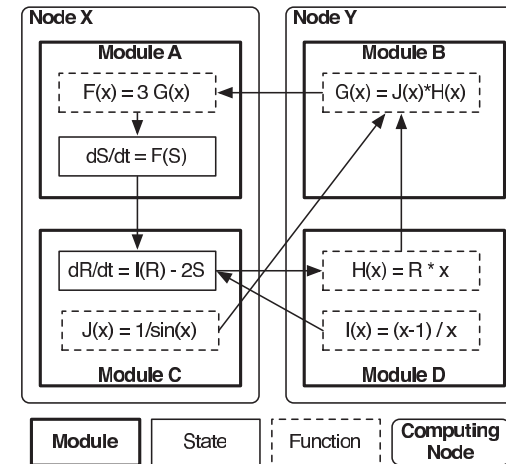 Node X
Module A
F(x) = 3 G(x)
dS/dt = F(S)
dR/dt = I(R) - 2S
J(x) = 1/sin(x)
Module C
Node Y
Module B
G(x) = J(x)*H(x)
H(x) = R * x
I(x) = (x-1) / x
Module D
Module
State
Function
Computing
Node